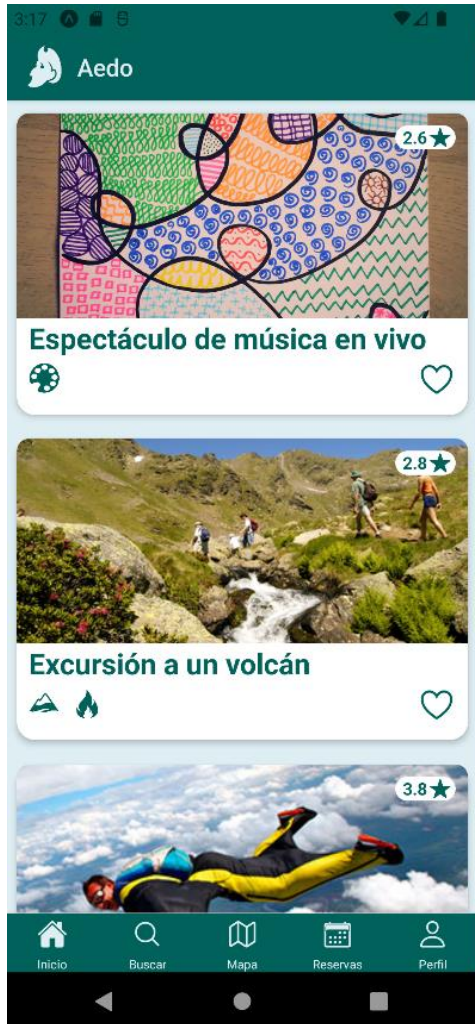 3:17
Aedo
2.6
Espectáculo de música en vivo
2.8
Excursión a un volcán
3.8
Inicio
Buscar
Mapa
Reservas
Perfil